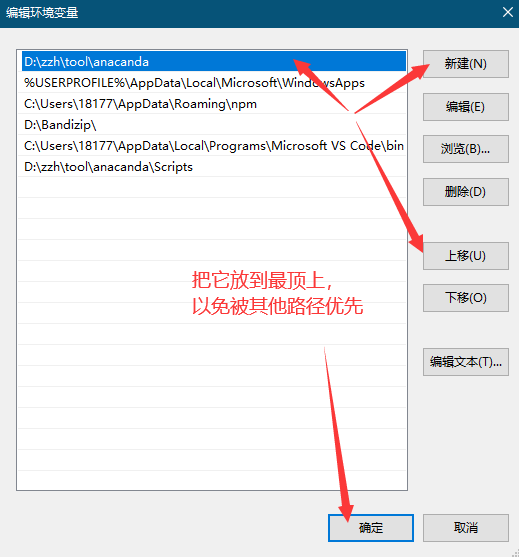 编辑环境变量
D:\zzh\tool\anacanda
%USERPROFILE%\AppData\Local\Microsoft\WindowsApps
C:\Users\18177\AppData\Roaming\npm
D:\Bandizip\
C:\Users\18177\AppData\Local\Programs\Microsoft VS Code\bin
D:\zzh\tool\anacanda\Scripts
新建(N)
编辑(E)
浏览(B)...
删除(D)
上移(U)
下移(O)
编辑文本(T)...
把它放到最顶上，
以免被其他路径优先
确定
取消